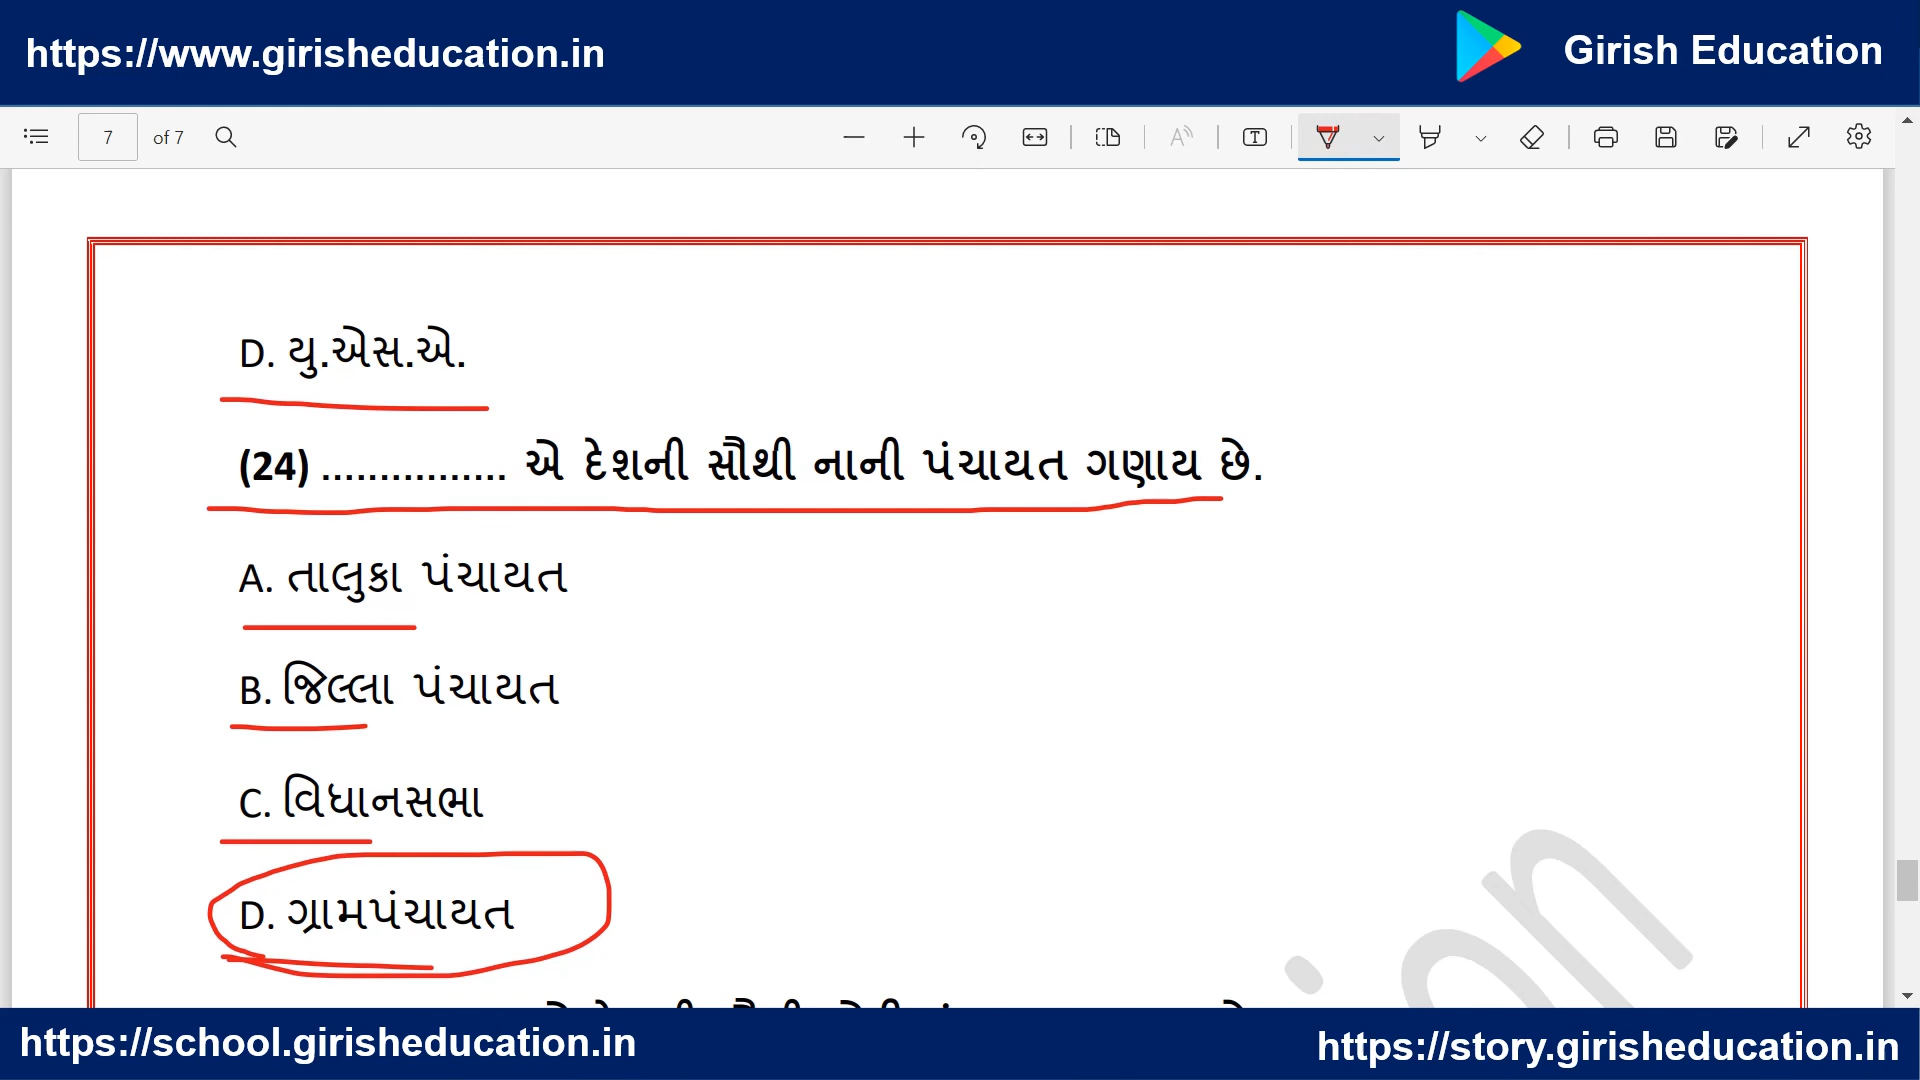 https://www.girisheducation.in
Girish Education
7 of 7
D. યુ.એસ.એ.
(24) ................ એ દેશની સૌથી નાની પંચાયત ગણાય છે.
A. તાલુકા પંચાયત
B. જિલ્લા પંચાયત
C. વિધાનસભા
D. ગ્રામપંચાયત
https://school.girisheducation.in
https://story.girisheducation.in